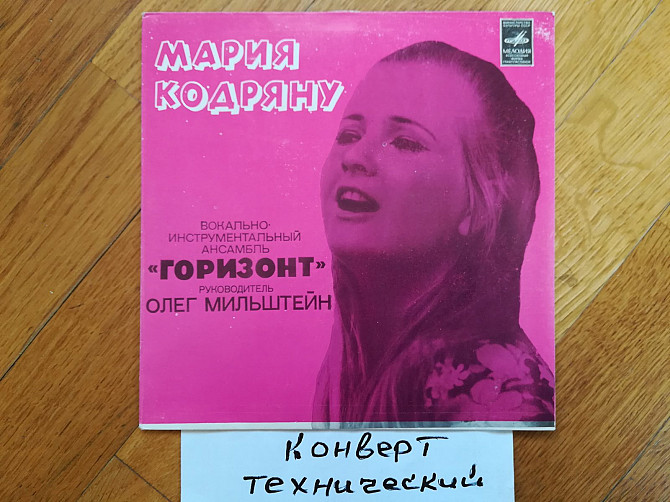 МАРИЯ
КОДРЯНУ
МЕЛОДИЯ
ВОКАЛЬНО-
ИНСТРУМЕНТАЛЬНЫЙ
АНСАМБЛЬ
«ГОРИЗОНТ»
РУКОВОДИТЕЛЬ
ОЛЕГ МИЛЬШТЕЙН
Конверт
технический